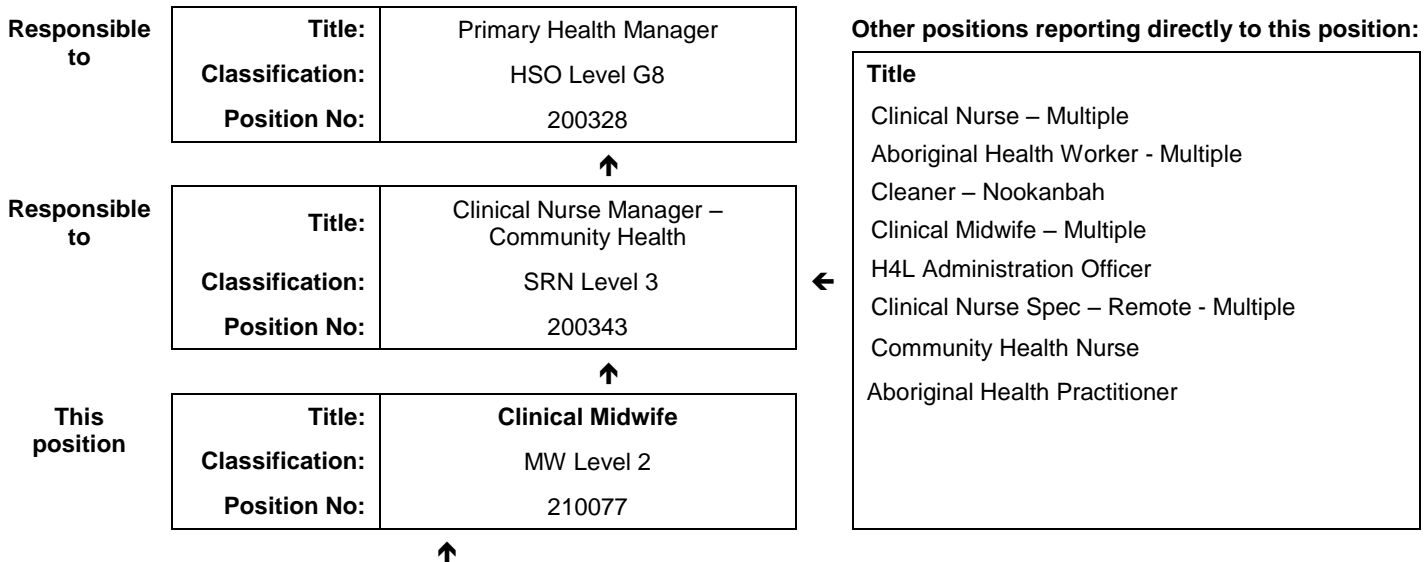 Responsible to
Title: Primary Health Manager
Classification: HSO Level G8
Position No: 200328
Responsible to
Title: Clinical Nurse Manager –
Community Health
Classification: SRN Level 3
Position No: 200343
This position
Title: Clinical Midwife
Classification: MW Level 2
Position No: 210077
Other positions reporting directly to this position:
Title
Clinical Nurse – Multiple
Aboriginal Health Worker - Multiple
Cleaner – Nookanbah
Clinical Midwife – Multiple
H4L Administration Officer
Clinical Nurse Spec – Remote - Multiple
Community Health Nurse
Aboriginal Health Practitioner